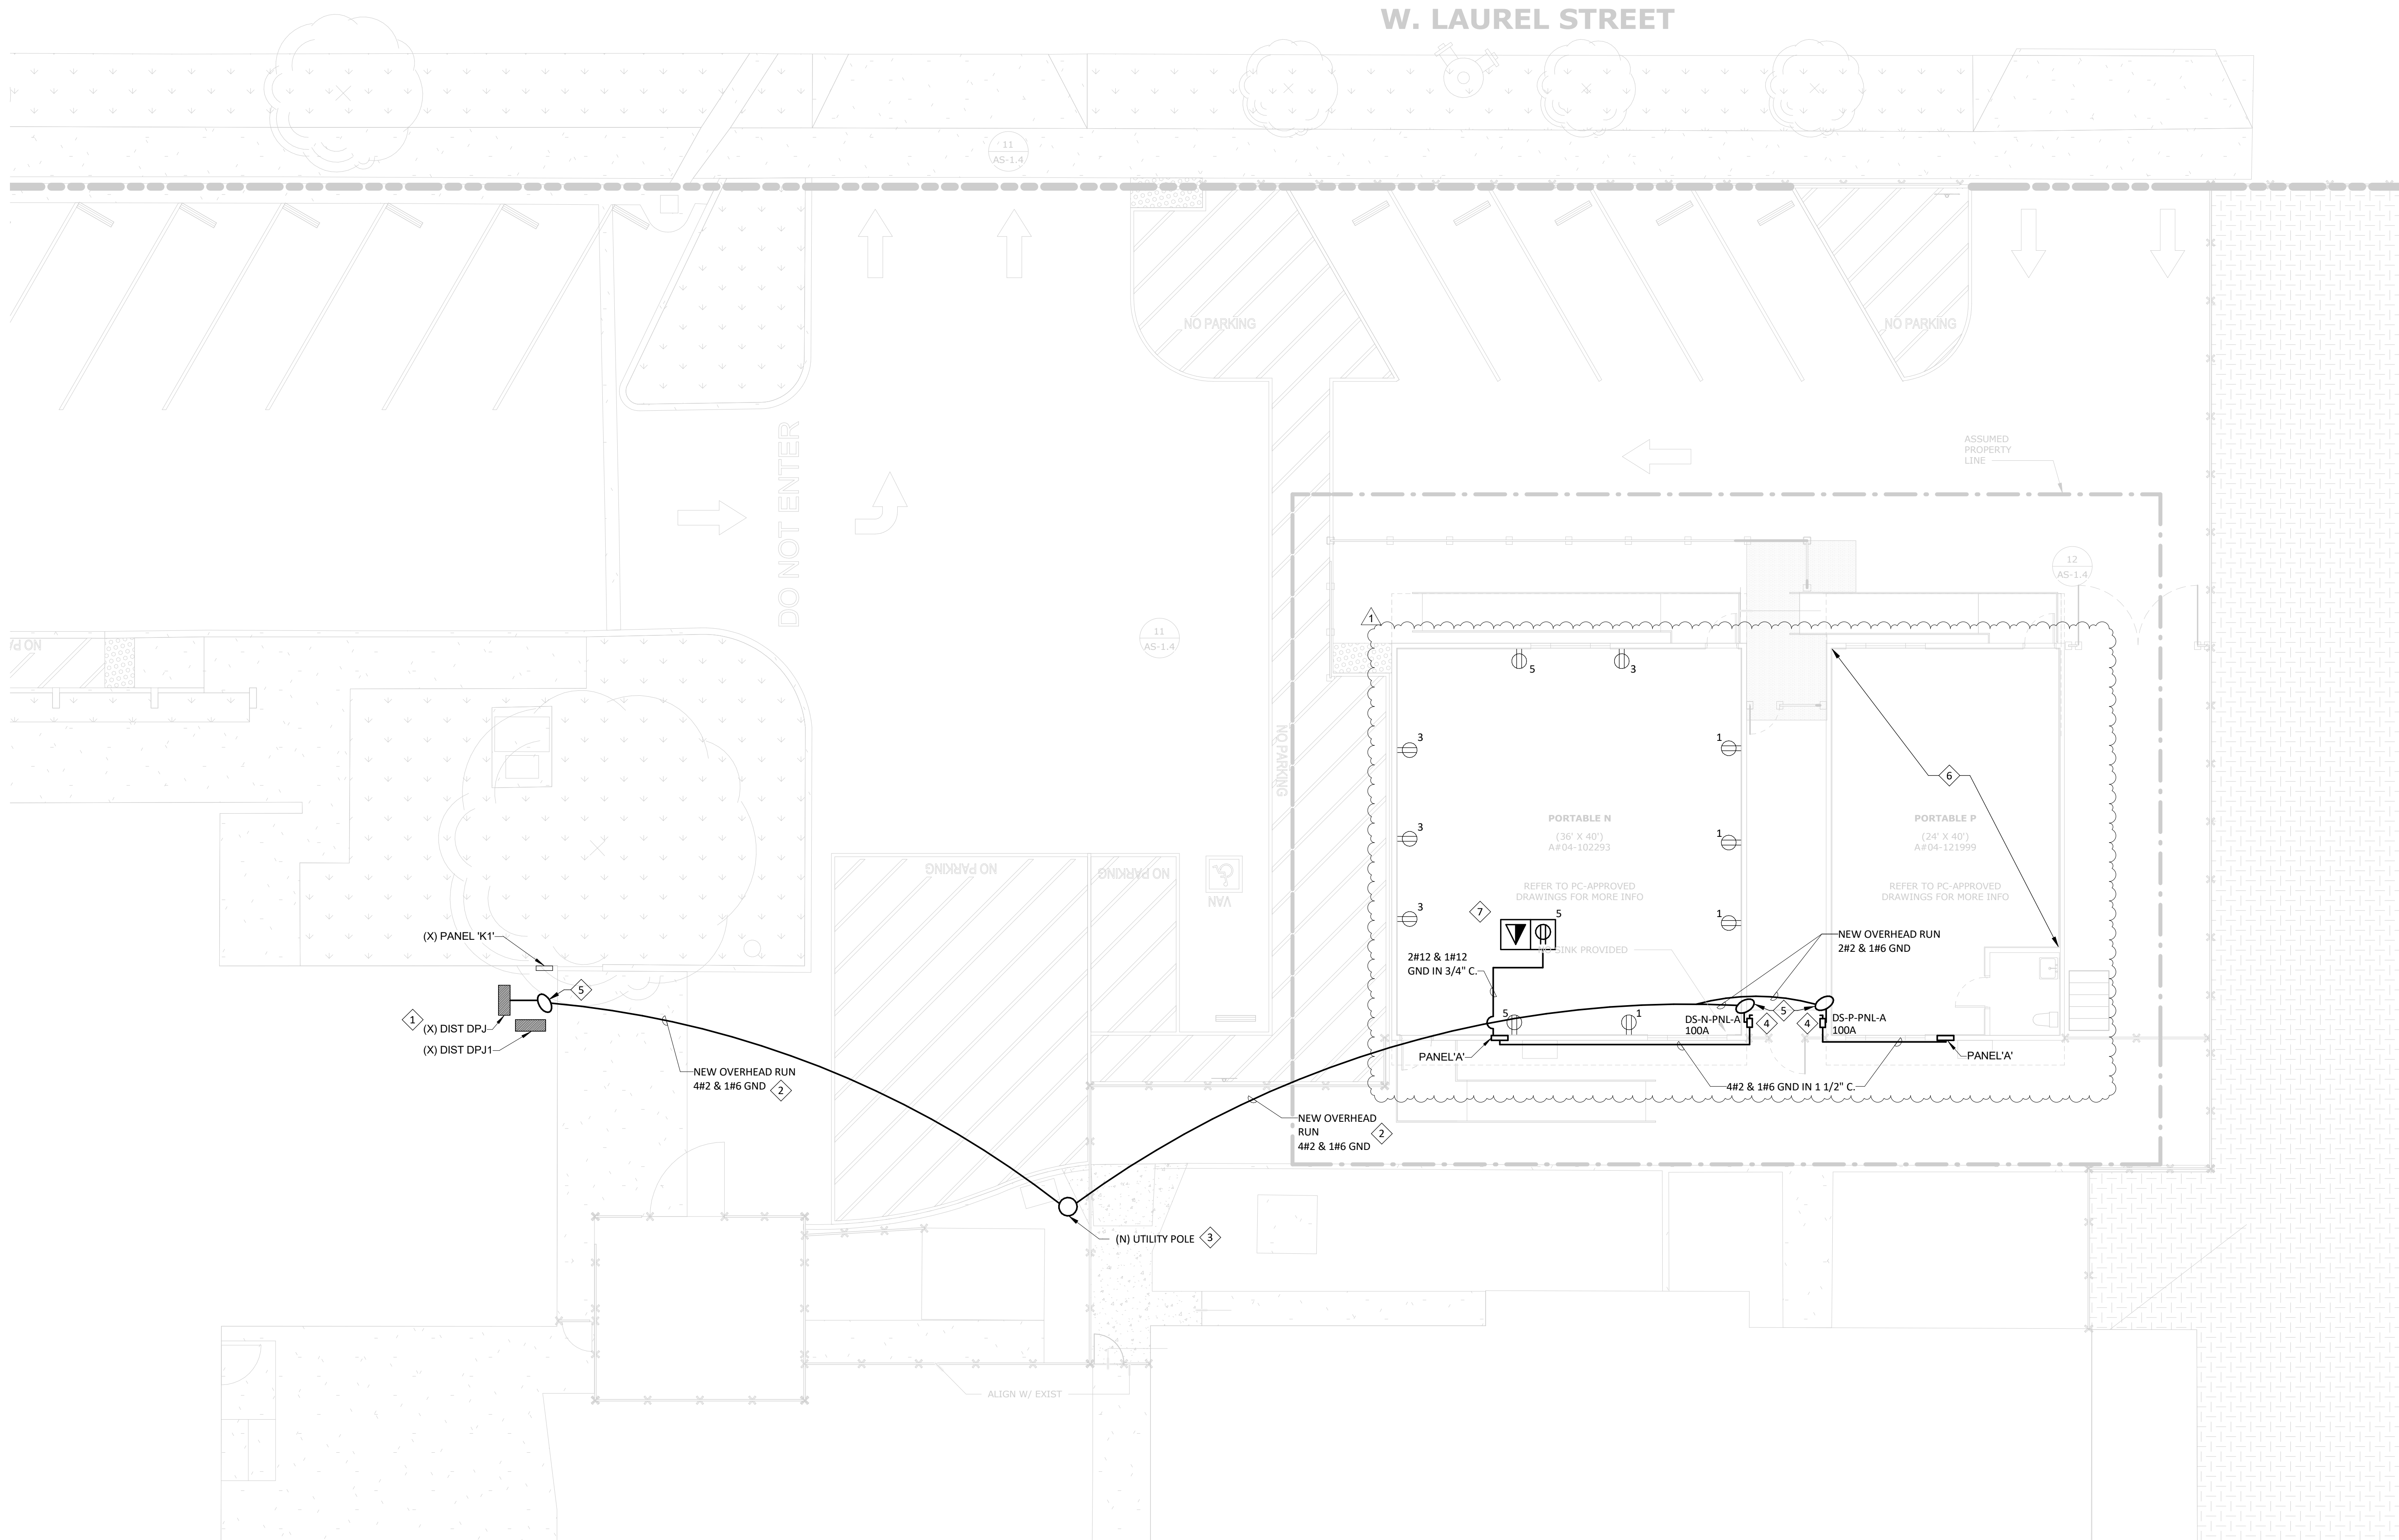 W. LAUREL STREET
11
AS-1.4
NO PARKING
NO PARKING
DO NOT ENTER
ASSUMED
PROPERTY
LINE
12
AS-1.4
1
11
AS-1.4
NO PA
5
3
3
1
NO PARKING
6
3
1
PORTABLE N
(36' X 40')
A#04-102293
PORTABLE P
(24' X 40')
A#04-121999
NO PARKING
NO PARKING
VAN
REFER TO PC-APPROVED
DRAWINGS FOR MORE INFO
REFER TO PC-APPROVED
DRAWINGS FOR MORE INFO
3
7
5
1
(X) PANEL 'K1'
NEW OVERHEAD RUN
2#2 & 1#6 GND
SINK PROVIDED
2#12 & 1#12
GND IN 3/4" C.
5
1
(X) DIST DPJ
(X) DIST DPJ1
5
1
DS-N-PNL-A
100A
4
5
4
DS-P-PNL-A
100A
PANEL'A'
PANEL'A'
NEW OVERHEAD RUN
4#2 & 1#6 GND
2
4#2 & 1#6 GND IN 1 1/2" C.
NEW OVERHEAD
RUN
4#2 & 1#6 GND
2
(N) UTILITY POLE
3
ALIGN W/ EXIST